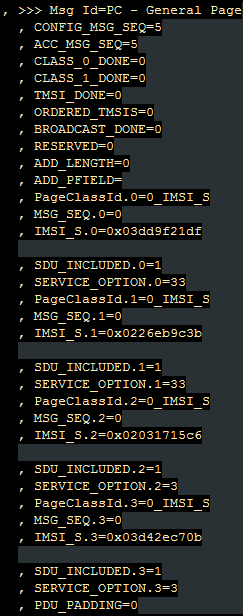 , >>> Msg Id=PC - General Page
, CONFIG_MSG_SEQ=5
, ACC_MSG_SEQ=5
, CLASS_0_DONE=0
, CLASS_1_DONE=0
, TMSI_DONE=0
, ORDERED_TMSIS=0
, BROADCAST_DONE=0
, RESERVED=0
, ADD_LENGTH=0
, ADD_PFIELD=
, PageClassId.0=0_IMSI_S
, MSG_SEQ.0=0
, IMSI_S.0=0x03dd9f21df
, SDU_INCLUDED.0=1
, SERVICE_OPTION.0=33
, PageClassId.1=0_IMSI_S
, MSG_SEQ.1=0
, IMSI_S.1=0x0226eb9c3b
, SDU_INCLUDED.1=1
, SERVICE_OPTION.1=33
, PageClassId.2=0_IMSI_S
, MSG_SEQ.2=0
, IMSI_S.2=0x02031715c6
, SDU_INCLUDED.2=1
, SERVICE_OPTION.2=3
, PageClassId.3=0_IMSI_S
, MSG_SEQ.3=0
, IMSI_S.3=0x03d42ec70b
, SDU_INCLUDED.3=1
, SERVICE_OPTION.3=3
, PDU_PADDING=0